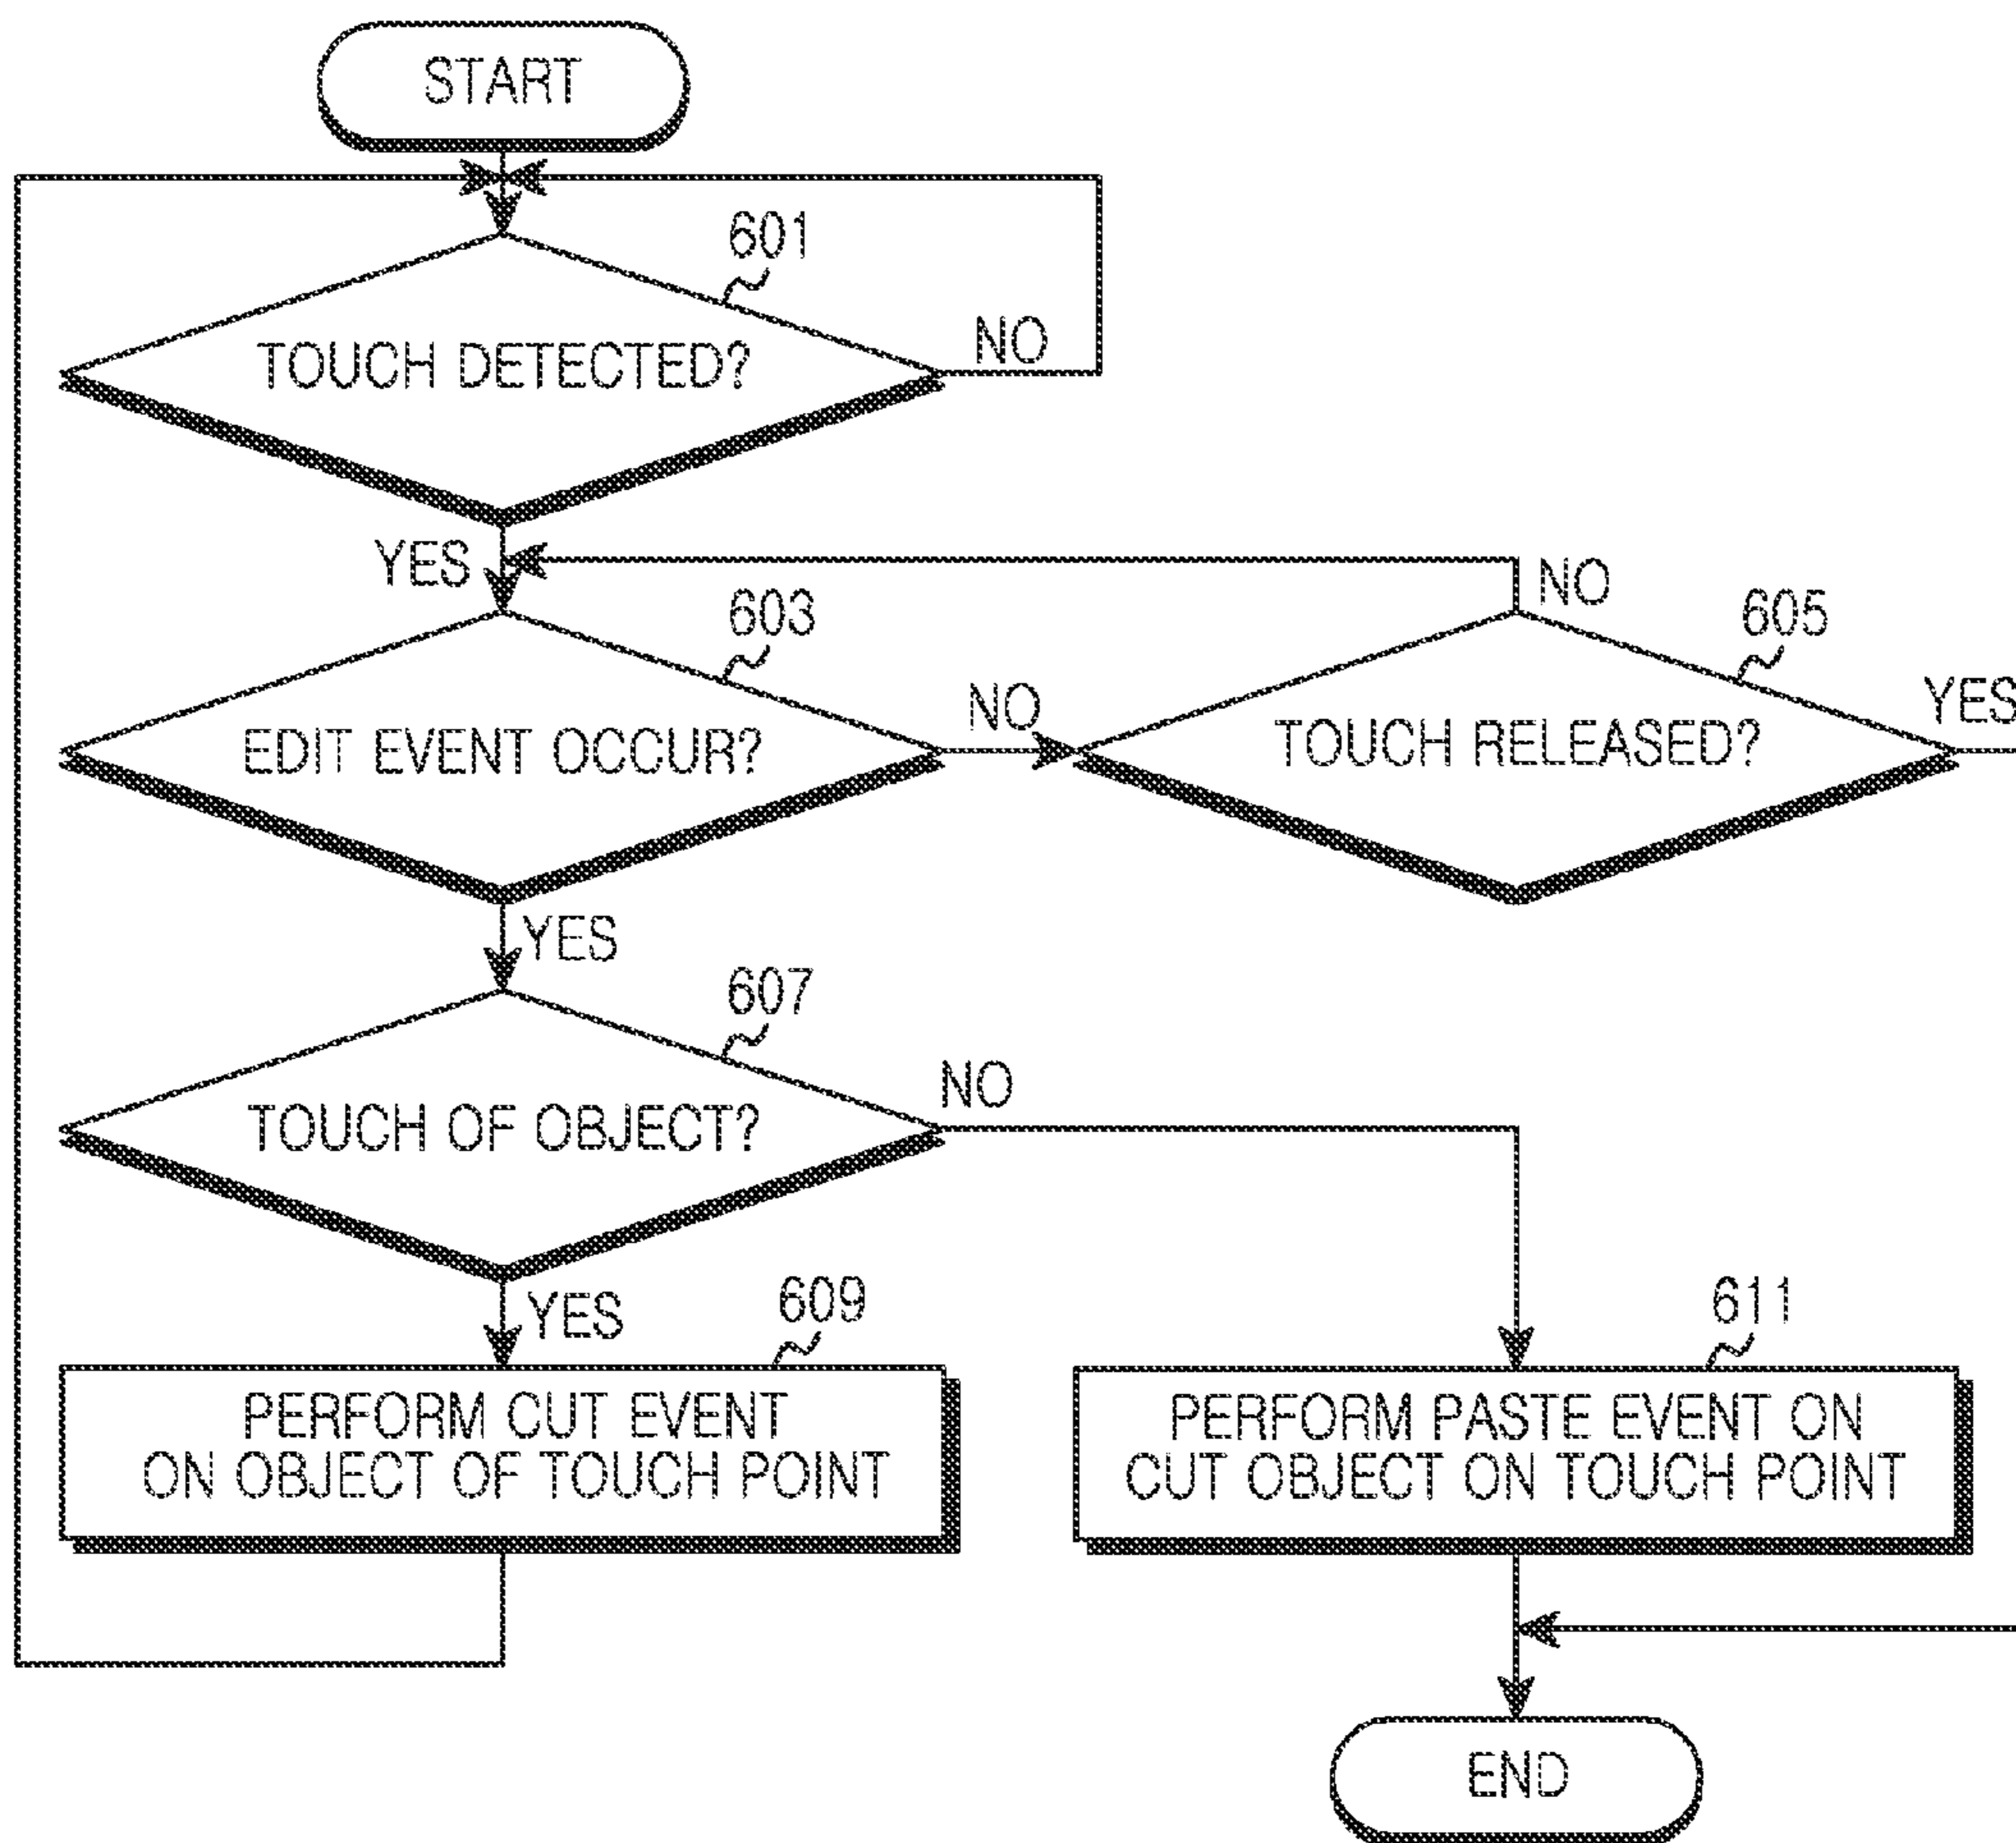 START
601
TOUCH DETECTED?
NO
YES
603
EDIT EVENT OCCUR?
NO
NO
605
TOUCH RELEASED?
YES
YES
607
TOUCH OF OBJECT?
NO
YES
609
PERFORM CUT EVENT
ON OBJECT OF TOUCH POINT
611
PERFORM PASTE EVENT ON
CUT OBJECT ON TOUCH POINT
END